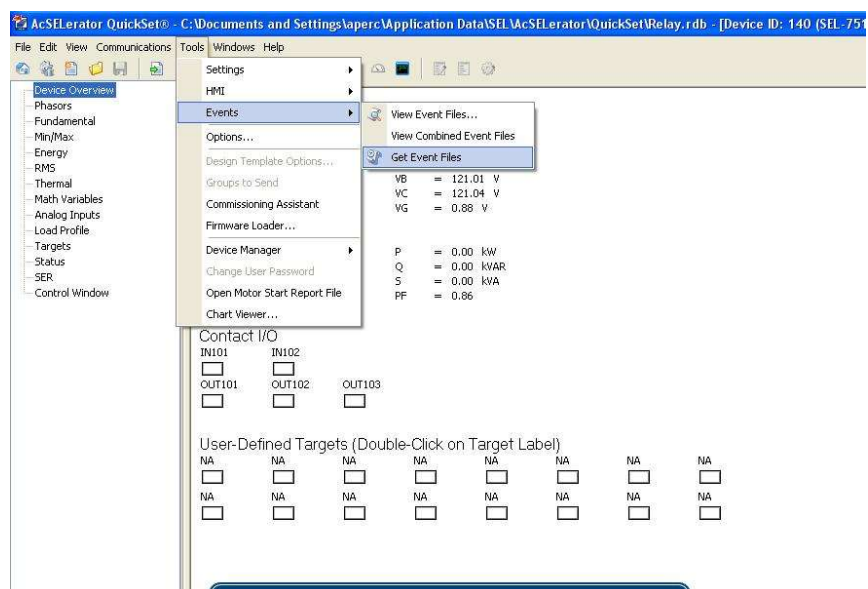 AcSELerator QuickSet® - C:\Documents and Settings\aperc\Application Data\SEL\AcSELerator\QuickSet\Relay.rdb - [Device ID: 140 (SEL-751
File Edit View Communications Tools Windows Help
Device Overview
Phasors
Fundamental
Min/Max
Energy
RMS
Thermal
Math Variables
Analog Inputs
Load Profile
Targets
Status
SER
Control Window
Settings
HMI
Events
Options...
Design Template Options...
Groups to Send
Commissioning Assistant
Firmware Loader...
Device Manager
Change User Password
Open Motor Start Report File
Chart Viewer...
View Event Files...
View Combined Event Files
Get Event Files
VB = 121.01 V
VC = 121.04 V
VG = 0.88 V
P = 0.00 kW
Q = 0.00 kVAR
S = 0.00 kVA
PF = 0.86
Contact I/O
IN101 IN102
OUT101 OUT102 OUT103
User-Defined Targets (Double-Click on Target Label)
NA NA NA NA NA NA NA NA
NA NA NA NA NA NA NA NA